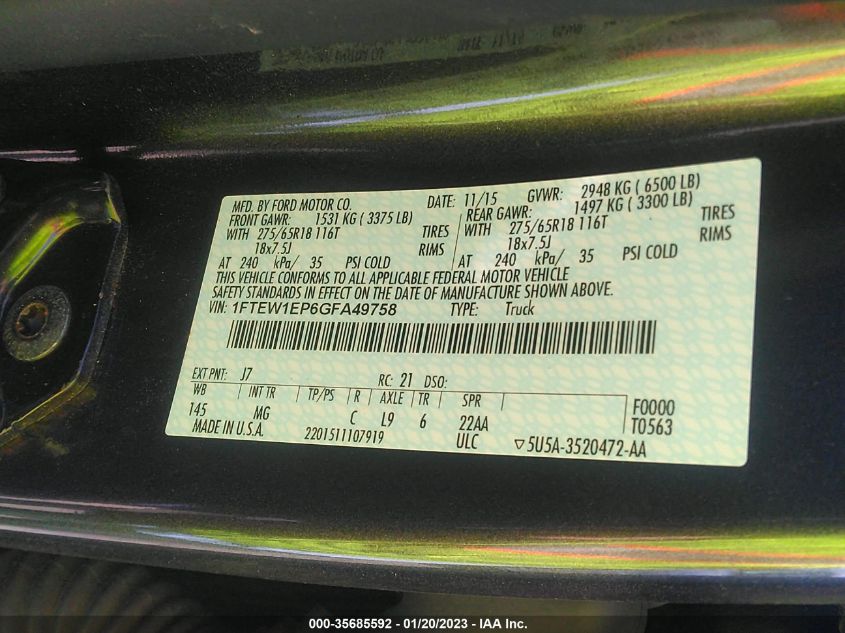 MFD. BY FORD MOTOR CO. DATE: 11/15 GVWR: 2948 KG ( 6500 LB)
FRONT GAWR: 1531 KG ( 3375 LB) REAR GAWR: 1497 KG ( 3300 LB)
WITH 275/65R18 116T TIRES WITH 275/65R18 116T TIRES
18x7.5J RIMS 18x7.5J RIMS
AT 240 kPa/ 35 PSI COLD AT 240 kPa/ 35 PSI COLD
THIS VEHICLE CONFORMS TO ALL APPLICABLE FEDERAL MOTOR VEHICLE
SAFETY STANDARDS IN EFFECT ON THE DATE OF MANUFACTURE SHOWN ABOVE.
VIN: 1FTEW1EP6GFA49758 TYPE: Truck
EXT PNT: J7 RC: 21 DSO:
WB INT TR TP/PS R AXLE TR SPR
145 MG C L9 6 22AA F0000
T0563
MADE IN U.S.A. 2201511107919 ULC ▽5U5A-3520472-AA
000-35685592 / 01/20/2023 - IAA Inc.